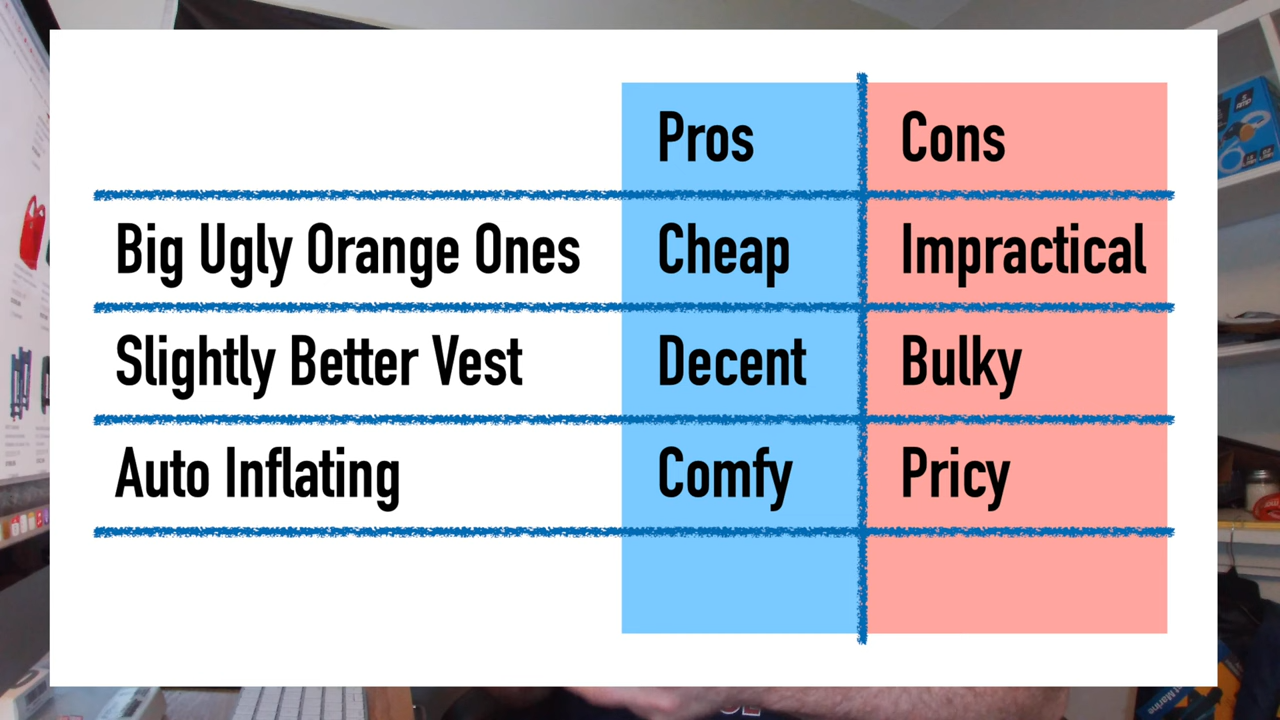 Pros Cons
Big Ugly Orange Ones Cheap Impractical
Slightly Better Vest Decent Bulky
Auto Inflating Comfy Pricy